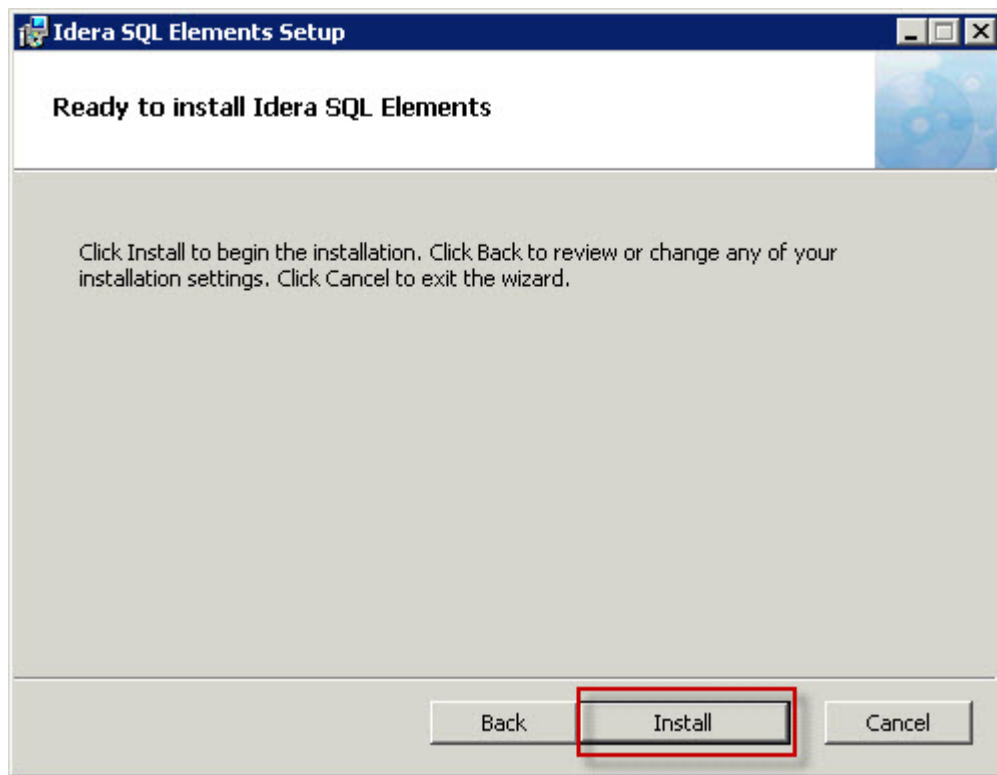 Idera SQL Elements Setup
Ready to install Idera SQL Elements
Click Install to begin the installation. Click Back to review or change any of your
installation settings. Click Cancel to exit the wizard.
Back Install Cancel